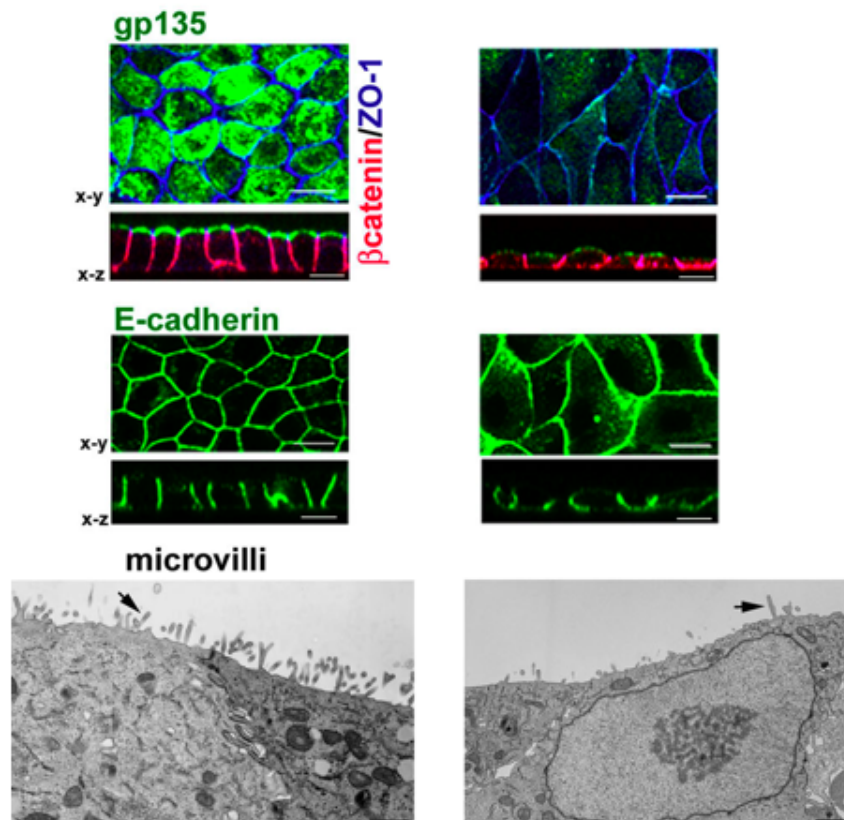 gp135
βcatenin/ZO-1
x-y
x-z
E-cadherin
x-y
x-z
microvilli